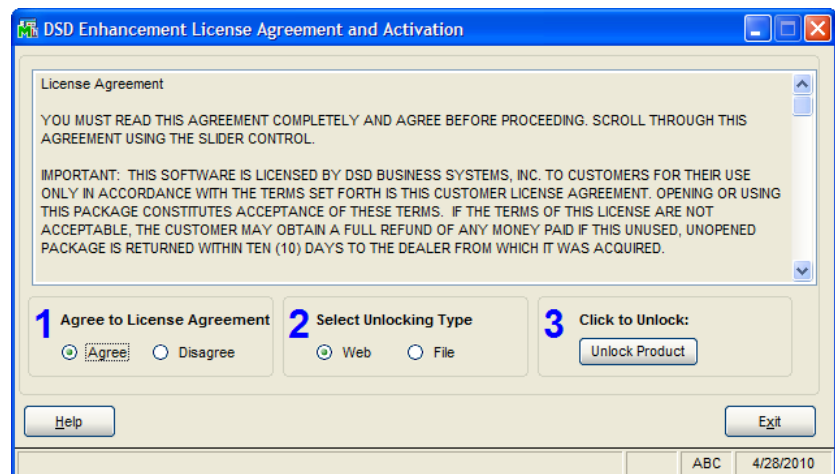 DSD Enhancement License Agreement and Activation
License Agreement
YOU MUST READ THIS AGREEMENT COMPLETELY AND AGREE BEFORE PROCEEDING. SCROLL THROUGH THIS
AGREEMENT USING THE SLIDER CONTROL.
IMPORTANT:  THIS SOFTWARE IS LICENSED BY DSD BUSINESS SYSTEMS, INC. TO CUSTOMERS FOR THEIR USE
ONLY IN ACCORDANCE WITH THE TERMS SET FORTH IS THIS CUSTOMER LICENSE AGREEMENT. OPENING OR USING
THIS PACKAGE CONSTITUTES ACCEPTANCE OF THESE TERMS.  IF THE TERMS OF THIS LICENSE ARE NOT
ACCEPTABLE, THE CUSTOMER MAY OBTAIN A FULL REFUND OF ANY MONEY PAID IF THIS UNUSED, UNOPENED
PACKAGE IS RETURNED WITHIN TEN (10) DAYS TO THE DEALER FROM WHICH IT WAS ACQUIRED.
1 Agree to License Agreement
Agree Disagree
2 Select Unlocking Type
Web File
3 Click to Unlock:
Unlock Product
Help Exit
ABC 4/28/2010